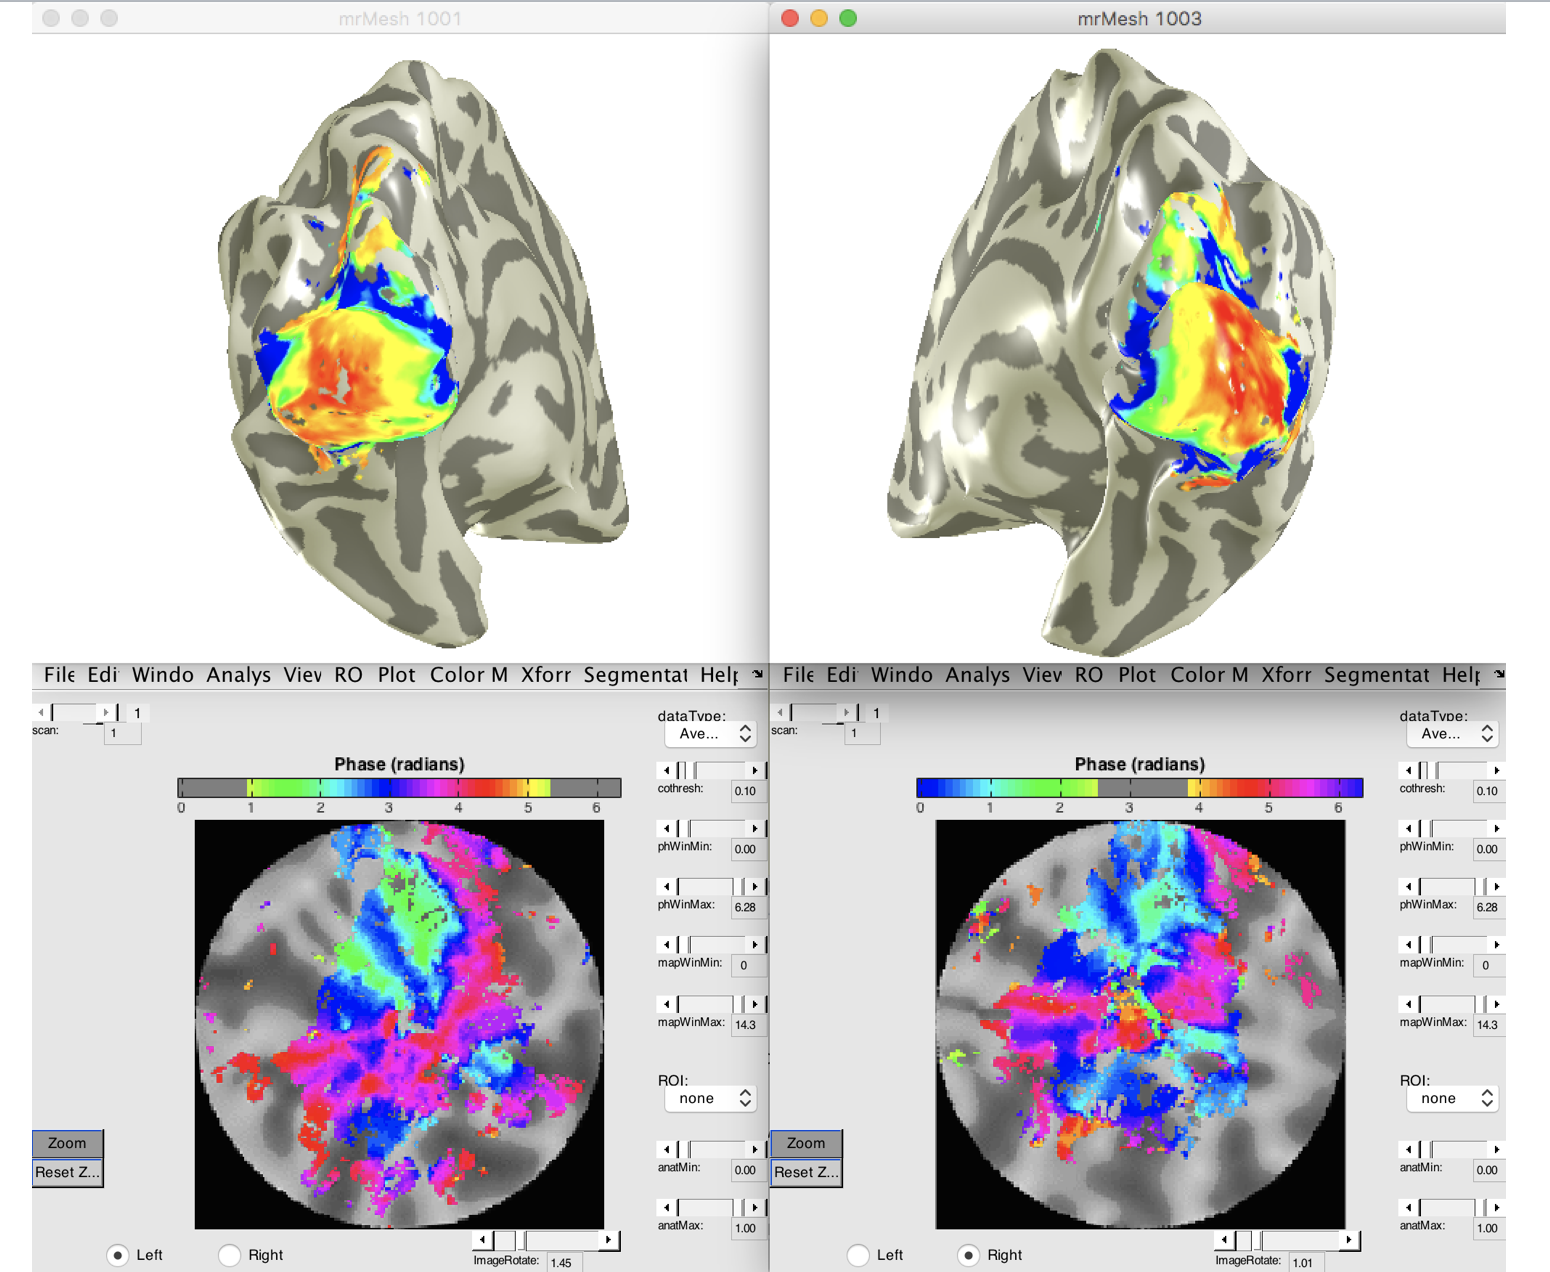 mrMesh 1001
mrMesh 1003
File Edi Windo Analys View RO Plot Color M Xforr Segmentat Help
File Edi Windo Analys View RO Plot Color M Xforr Segmentat Help
1
scan:
1
dataType:
Ave...
Phase (radians)
0 1 2 3 4 5 6
cothresh:
0.10
phWinMin:
0.00
phWinMax:
6.28
mapWinMin:
0
mapWinMax:
14.3
ROI:
none
Zoom
Reset Z...
anatMin:
0.00
anatMax:
1.00
Left
Right
ImageRotate:
1.45
1
scan:
1
dataType:
Ave...
Phase (radians)
0 1 2 3 4 5 6
cothresh:
0.10
phWinMin:
0.00
phWinMax:
6.28
mapWinMin:
0
mapWinMax:
14.3
ROI:
none
Zoom
Reset Z...
anatMin:
0.00
anatMax:
1.00
Left
Right
ImageRotate:
1.01